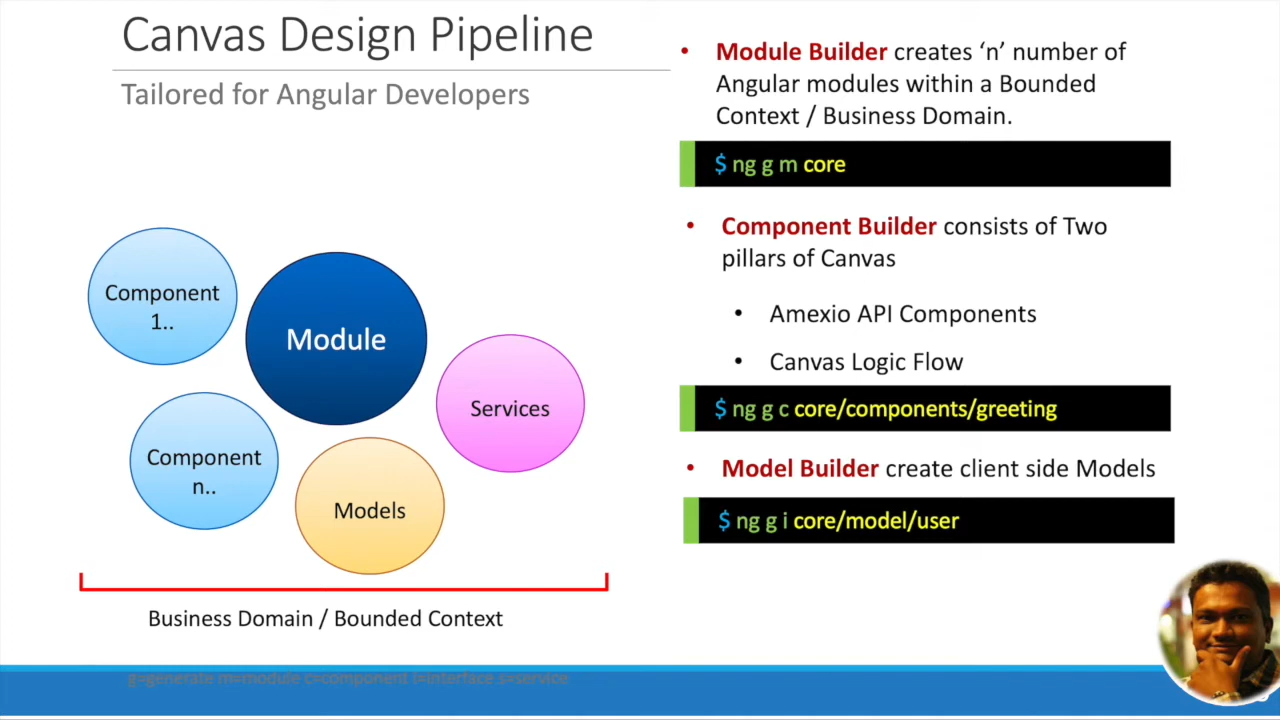 Canvas Design Pipeline
Tailored for Angular Developers
Component
1..
Module
Services
Component
n..
Models
Business Domain / Bounded Context
• Module Builder creates ‘n’ number of
Angular modules within a Bounded
Context / Business Domain.
$ ng g m core
• Component Builder consists of Two
pillars of Canvas
• Amexio API Components
• Canvas Logic Flow
$ ng g c core/components/greeting
• Model Builder create client side Models
$ ng g i core/model/user
g=generate m=module c=component i=interface s=service